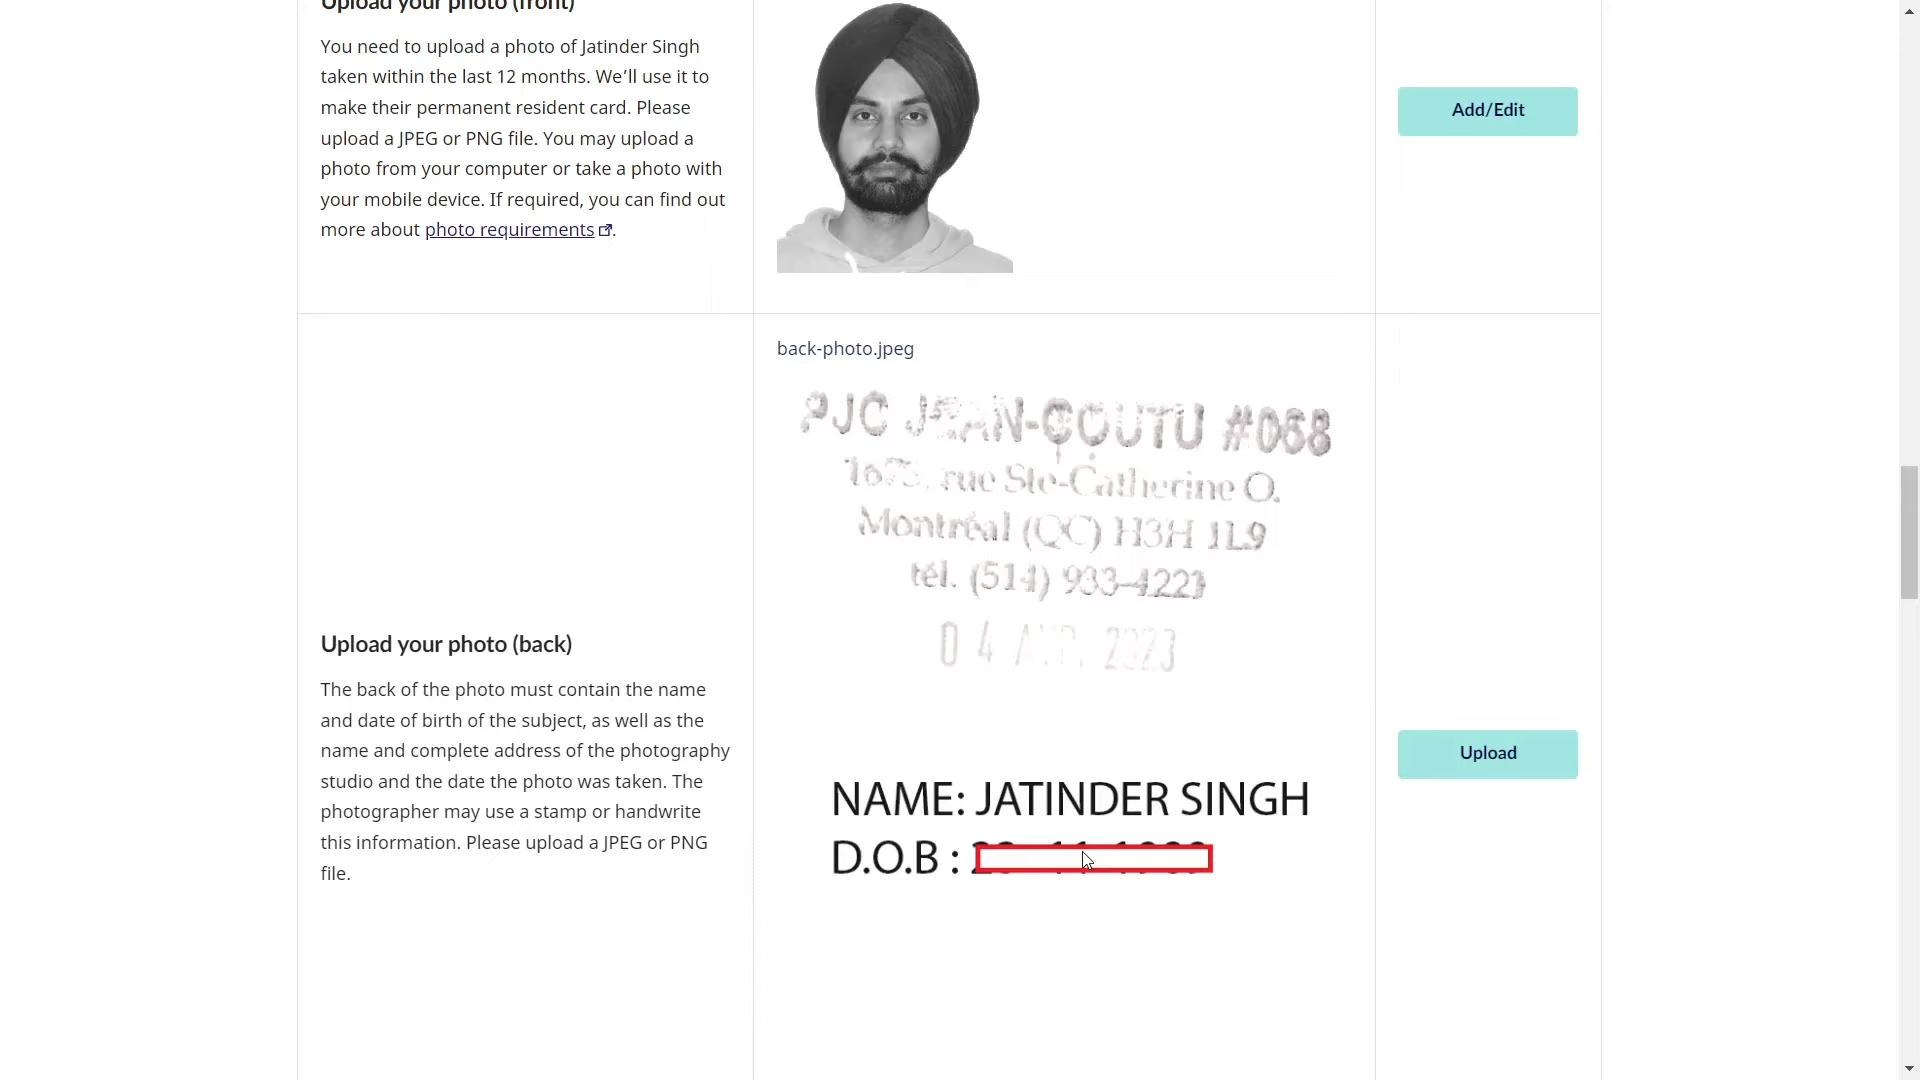 Upload your photo (front)
You need to upload a photo of Jatinder Singh
taken within the last 12 months. We’ll use it to
make their permanent resident card. Please
upload a JPEG or PNG file. You may upload a
photo from your computer or take a photo with
your mobile device. If required, you can find out
more about photo requirements.
Add/Edit
back-photo.jpeg
PJC JEAN-COUTU #068
1675, rue Ste-Catherine O.
Montréal (QC) H3H 1L9
tél. (514) 933-4221
04 AVR. 2023
Upload your photo (back)
The back of the photo must contain the name
and date of birth of the subject, as well as the
name and complete address of the photography
studio and the date the photo was taken. The
photographer may use a stamp or handwrite
this information. Please upload a JPEG or PNG
file.
Upload
NAME: JATINDER SINGH
D.O.B :